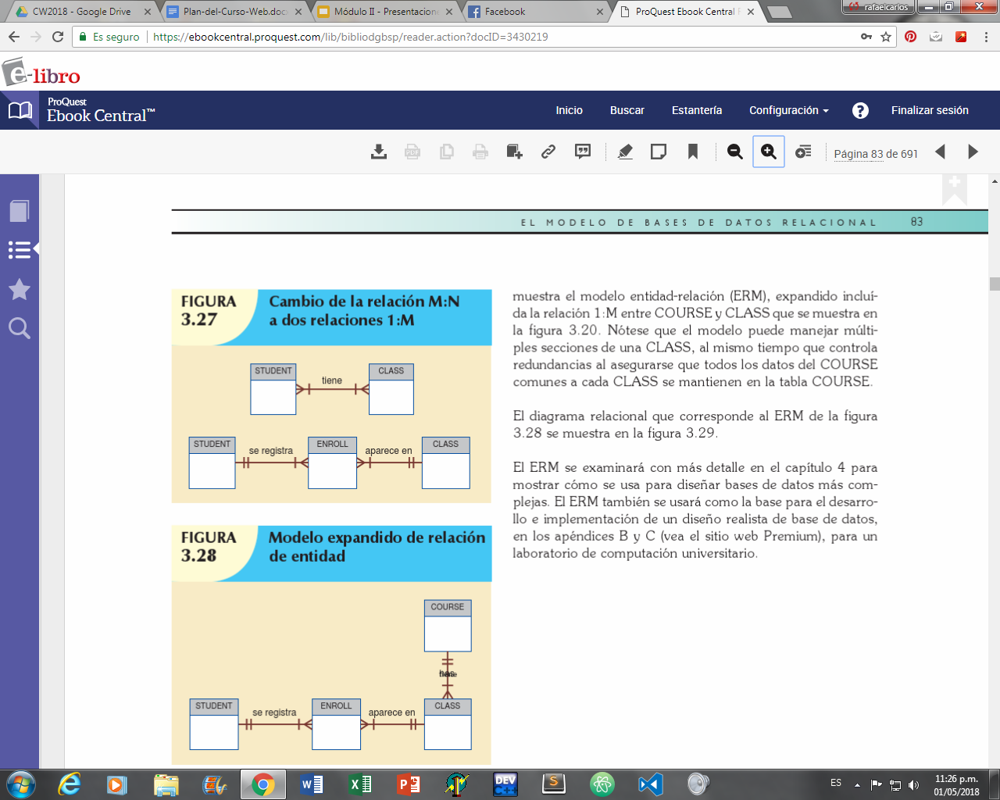 CW2018 - Google Drive
Plan-del-Curso-Web.docx
Módulo II - Presentacione
Facebook
ProQuest Ebook Central
rafaelcarlos
Es seguro
https://ebookcentral.proquest.com/lib/bibliodgbsp/reader.action?docID=3430219
e-libro
ProQuest
Ebook Central™
Inicio
Buscar
Estantería
Configuración
?
Finalizar sesión
Página 83 de 691
EL MODELO DE BASES DE DATOS RELACIONAL
83
FIGURA
3.27
Cambio de la relación M:N
a dos relaciones 1:M
STUDENT
tiene
CLASS
STUDENT
se registra
ENROLL
aparece en
CLASS
FIGURA
3.28
Modelo expandido de relación
de entidad
COURSE
STUDENT
se registra
ENROLL
aparece en
CLASS
muestra el modelo entidad-relación (ERM), expandido incluí-
da la relación 1:M entre COURSE y CLASS que se muestra en
la figura 3.20. Nótese que el modelo puede manejar múlti-
ples secciones de una CLASS, al mismo tiempo que controla
redundancias al asegurarse que todos los datos del COURSE
comunes a cada CLASS se mantienen en la tabla COURSE.
El diagrama relacional que corresponde al ERM de la figura
3.28 se muestra en la figura 3.29.
El ERM se examinará con más detalle en el capítulo 4 para
mostrar cómo se usa para diseñar bases de datos más com-
plejas. El ERM también se usará como la base para el desarro-
llo e implementación de un diseño realista de base de datos,
en los apéndices B y C (vea el sitio web Premium), para un
laboratorio de computación universitario.
DEV
C++
ES
11:26 p.m.
01/05/2018